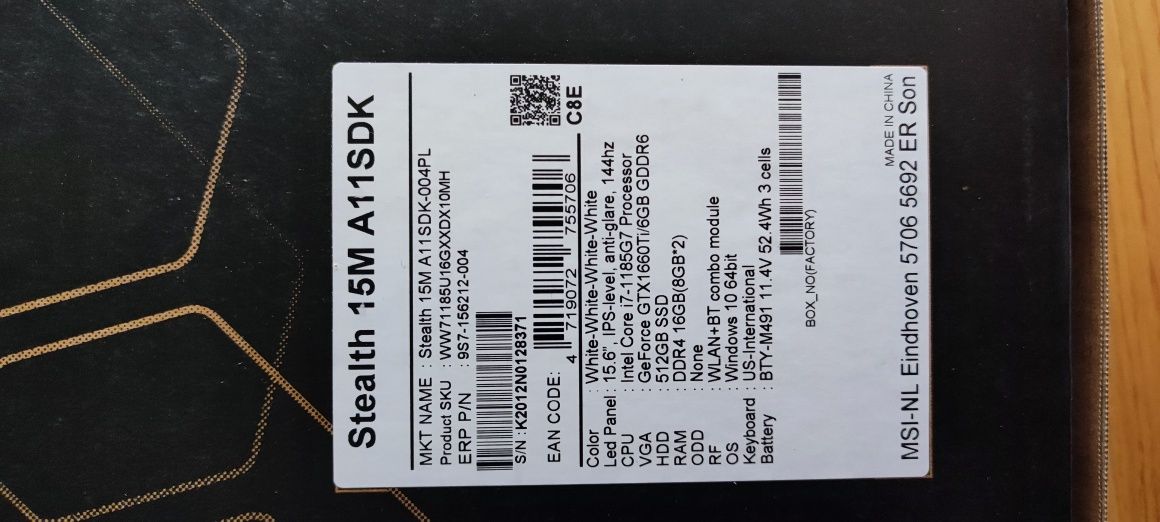 Stealth 15M A11SDK
MKT NAME : Stealth 15M A11SDK-004PL
Product SKU : WW71185U16GXXDX10MH
ERP P/N : 9S7-156212-004
S/N :K2012N0128371
EAN CODE: 4 719072 755706
C8E
Color : White-White-White-White
Led Panel : 15.6", IPS-level, anti-glare, 144hz
CPU : Intel Core i7-1185G7 Processor
VGA : GeForce GTX1660Ti/6GB GDDR6
HDD : 512GB SSD
RAM : DDR4 16GB(8GB*2)
ODD : None
RF : WLAN+BT combo module
OS : Windows 10 64bit
Keyboard : US-International
Battery : BTY-M491 11.4V 52.4Wh 3 cells
BOX_NO(FACTORY)
MADE IN CHINA
MSI-NL Eindhoven 5706 5692 ER Son